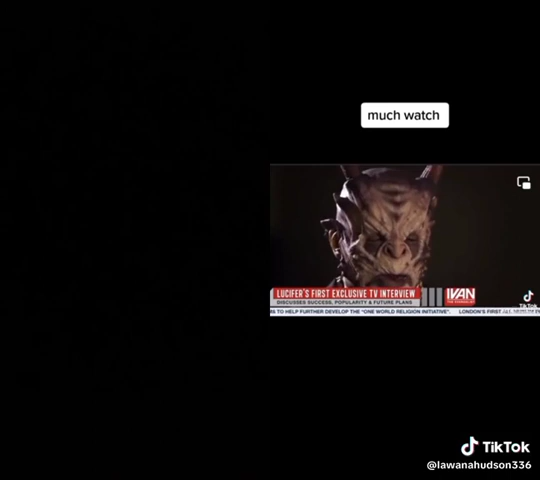 much watch
LUCIFER'S FIRST EXCLUSIVE TV INTERVIEW
DISCUSSES SUCCESS, POPULARITY & FUTURE PLANS
IVAN
TikTok
TO HELP FURTHER DEVELOP THE "ONE WORLD RELIGION INITIATIVE". LONDON'S FIRST
TikTok
@lawanahudson336